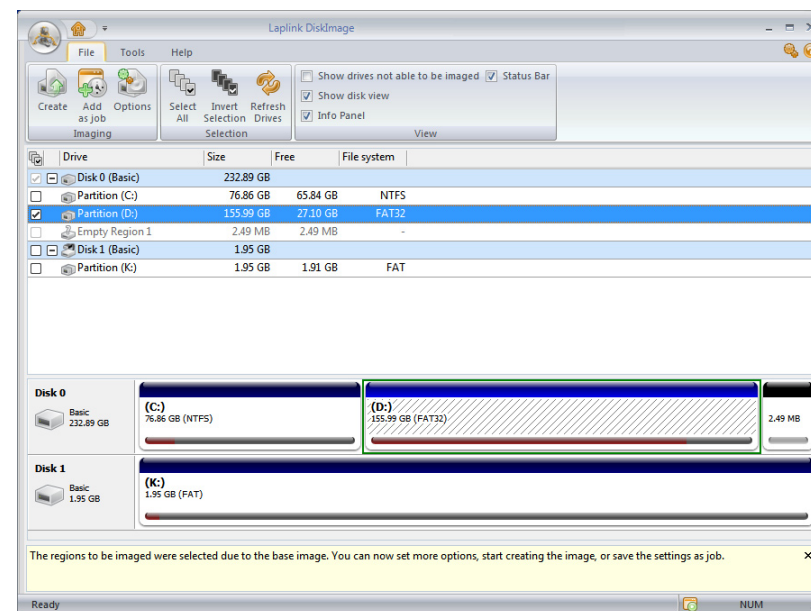 Laplink DiskImage
File Tools Help
Show drives not able to be imaged Status Bar
Show disk view
Info Panel
Create Add as job Options Select All Invert Selection Refresh Drives
Imaging Selection View
Drive Size Free File system
Disk 0 (Basic) 232.89 GB
Partition (C:) 76.86 GB 65.84 GB NTFS
Partition (D:) 155.99 GB 27.10 GB FAT32
Empty Region 1 2.49 MB 2.49 MB -
Disk 1 (Basic) 1.95 GB
Partition (K:) 1.95 GB 1.91 GB FAT
Disk 0
Basic
232.89 GB
(C:)
76.86 GB (NTFS)
(D:)
155.99 GB (FAT32)
2.49 MB
Disk 1
Basic
1.95 GB
(K:)
1.95 GB (FAT)
The regions to be imaged were selected due to the base image. You can now set more options, start creating the image, or save the settings as job.
Ready NUM